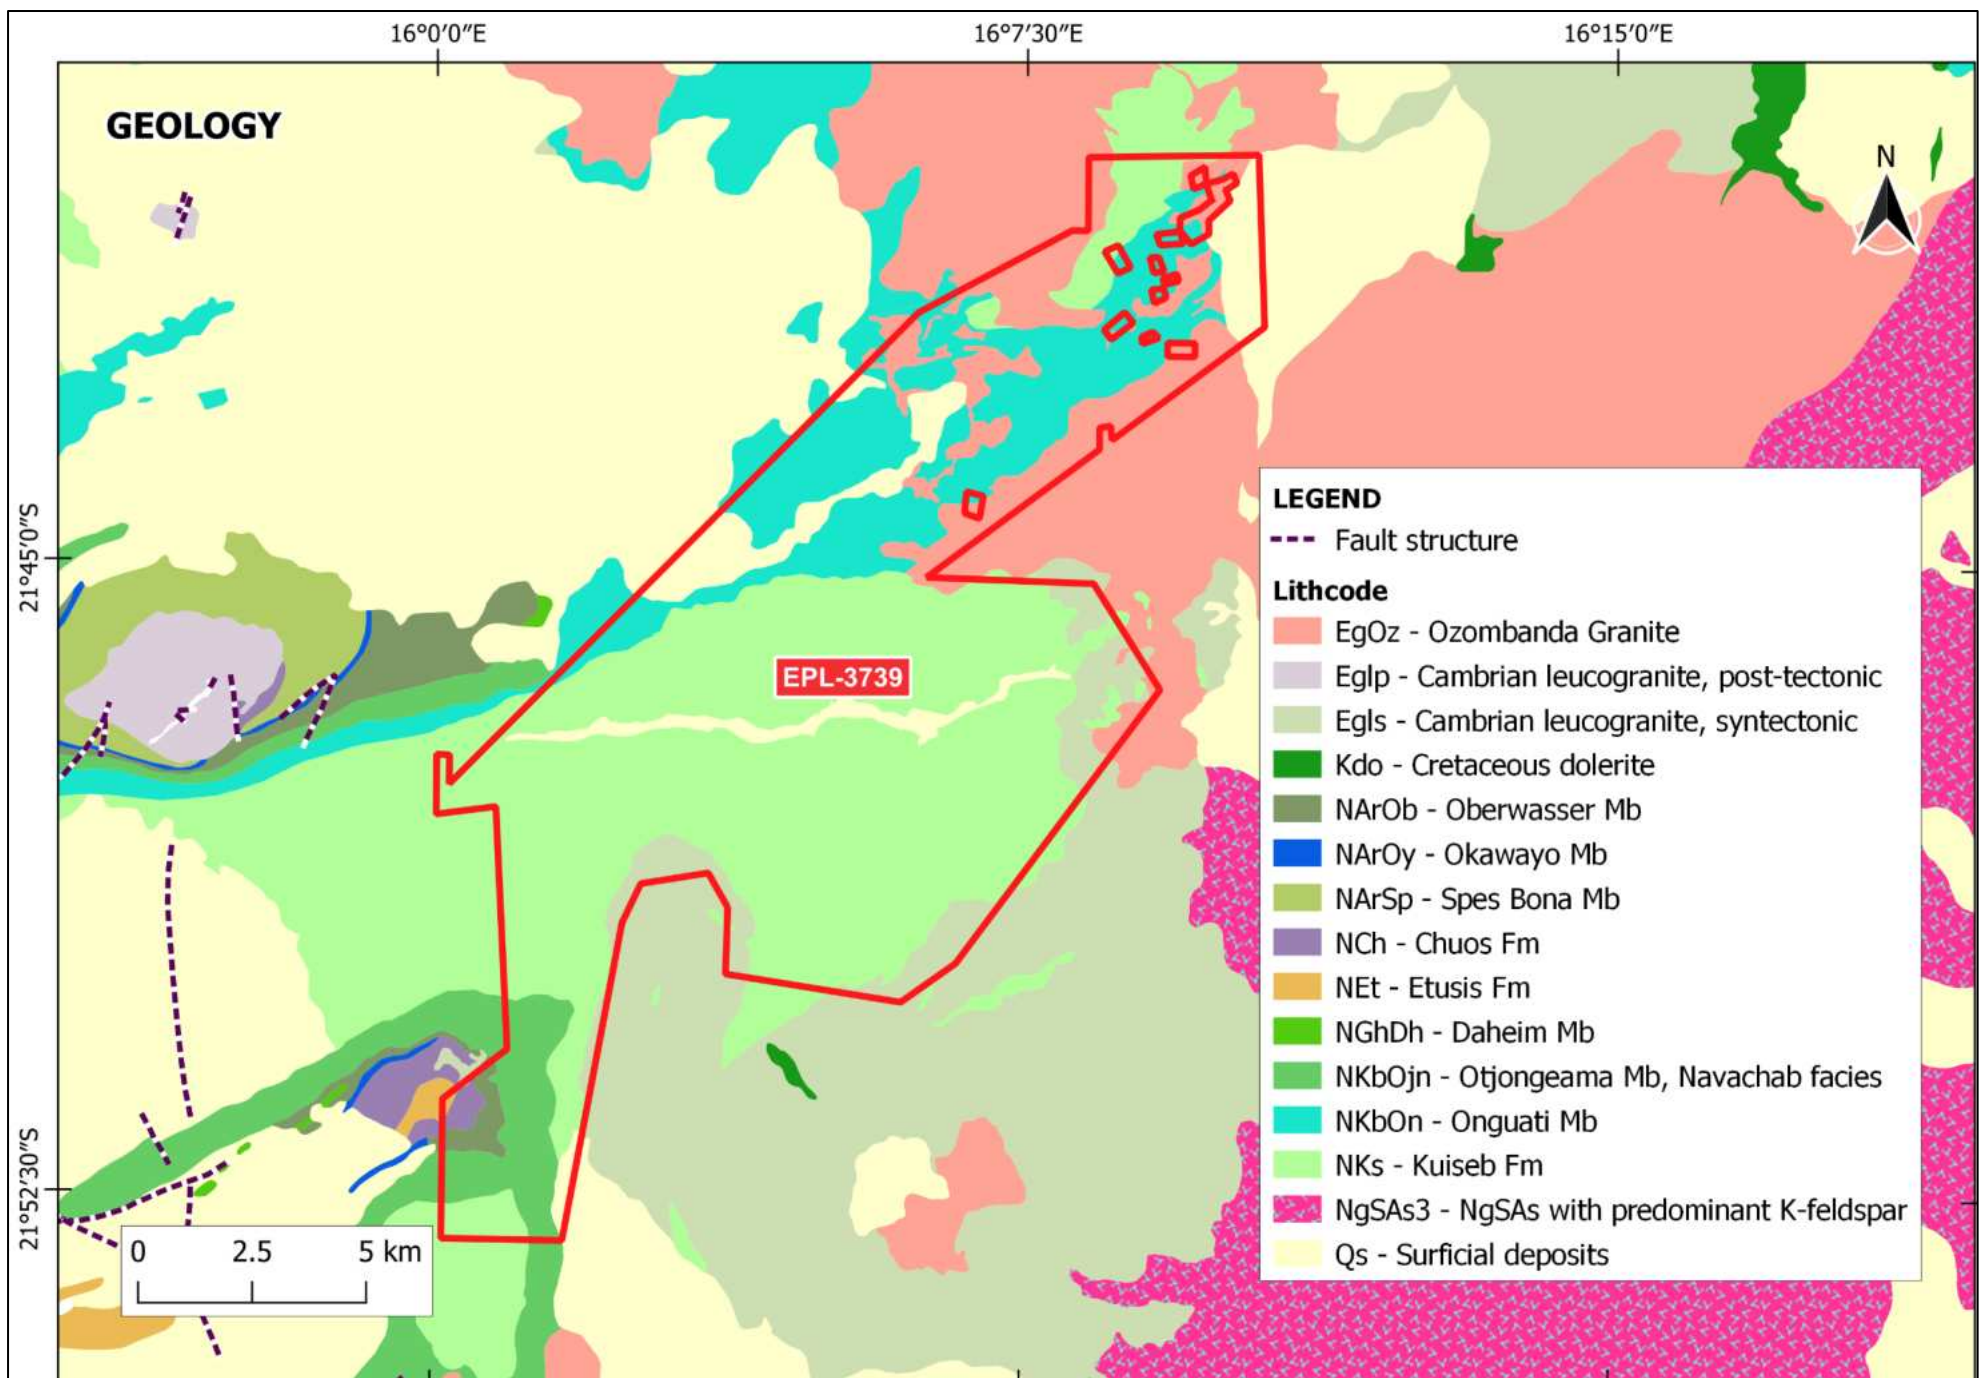 16°0′0″E
16°7′30″E
16°15′0″E
GEOLOGY
N
21°45′0″S
21°52′30″S
EPL-3739
LEGEND
Fault structure
Lithcode
EgOz - Ozombanda Granite
Eglp - Cambrian leucogranite, post-tectonic
Egls - Cambrian leucogranite, syntectonic
Kdo - Cretaceous dolerite
NArOb - Oberwasser Mb
NArOy - Okawayo Mb
NArSp - Spes Bona Mb
NCh - Chuos Fm
NEt - Etusis Fm
NGhDh - Daheim Mb
NKbOjn - Otjongeama Mb, Navachab facies
NKbOn - Onguati Mb
NKs - Kuiseb Fm
NgSAs3 - NgSAs with predominant K-feldspar
Qs - Surficial deposits
0 2.5 5 km